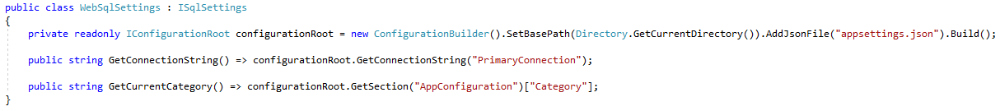 public class WebSqlSettings : ISqlSettings
{
private readonly IConfigurationRoot configurationRoot = new ConfigurationBuilder().SetBasePath(Directory.GetCurrentDirectory()).AddJsonFile("appsettings.json").Build();
public string GetConnectionString() => configurationRoot.GetConnectionString("PrimaryConnection");
public string GetCurrentCategory() => configurationRoot.GetSection("AppConfiguration")["Category"];
}